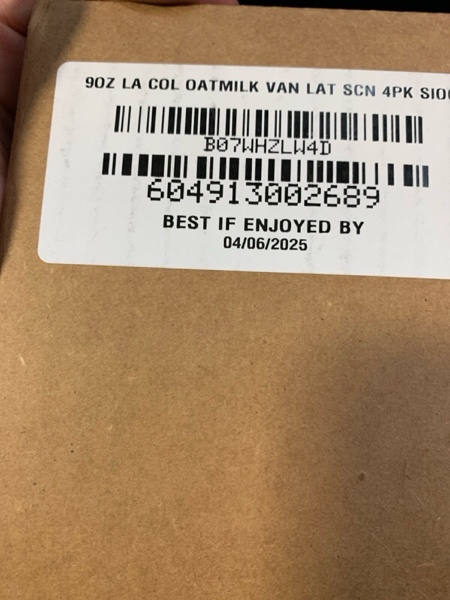 9OZ LA COL OATMILK VAN LAT SCN 4PK
B07WHZLW4D
604913002689
BEST IF ENJOYED BY
04/06/2025